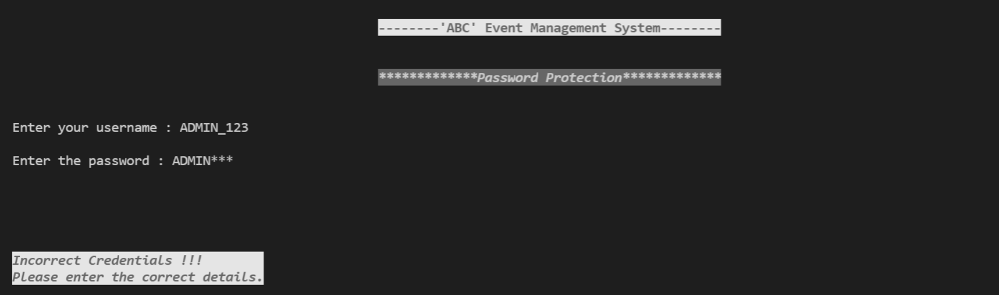 --------'ABC' Event Management System--------
*************Password Protection*************
Enter your username : ADMIN_123
Enter the password : ADMIN***
Incorrect Credentials !!!
Please enter the correct details.